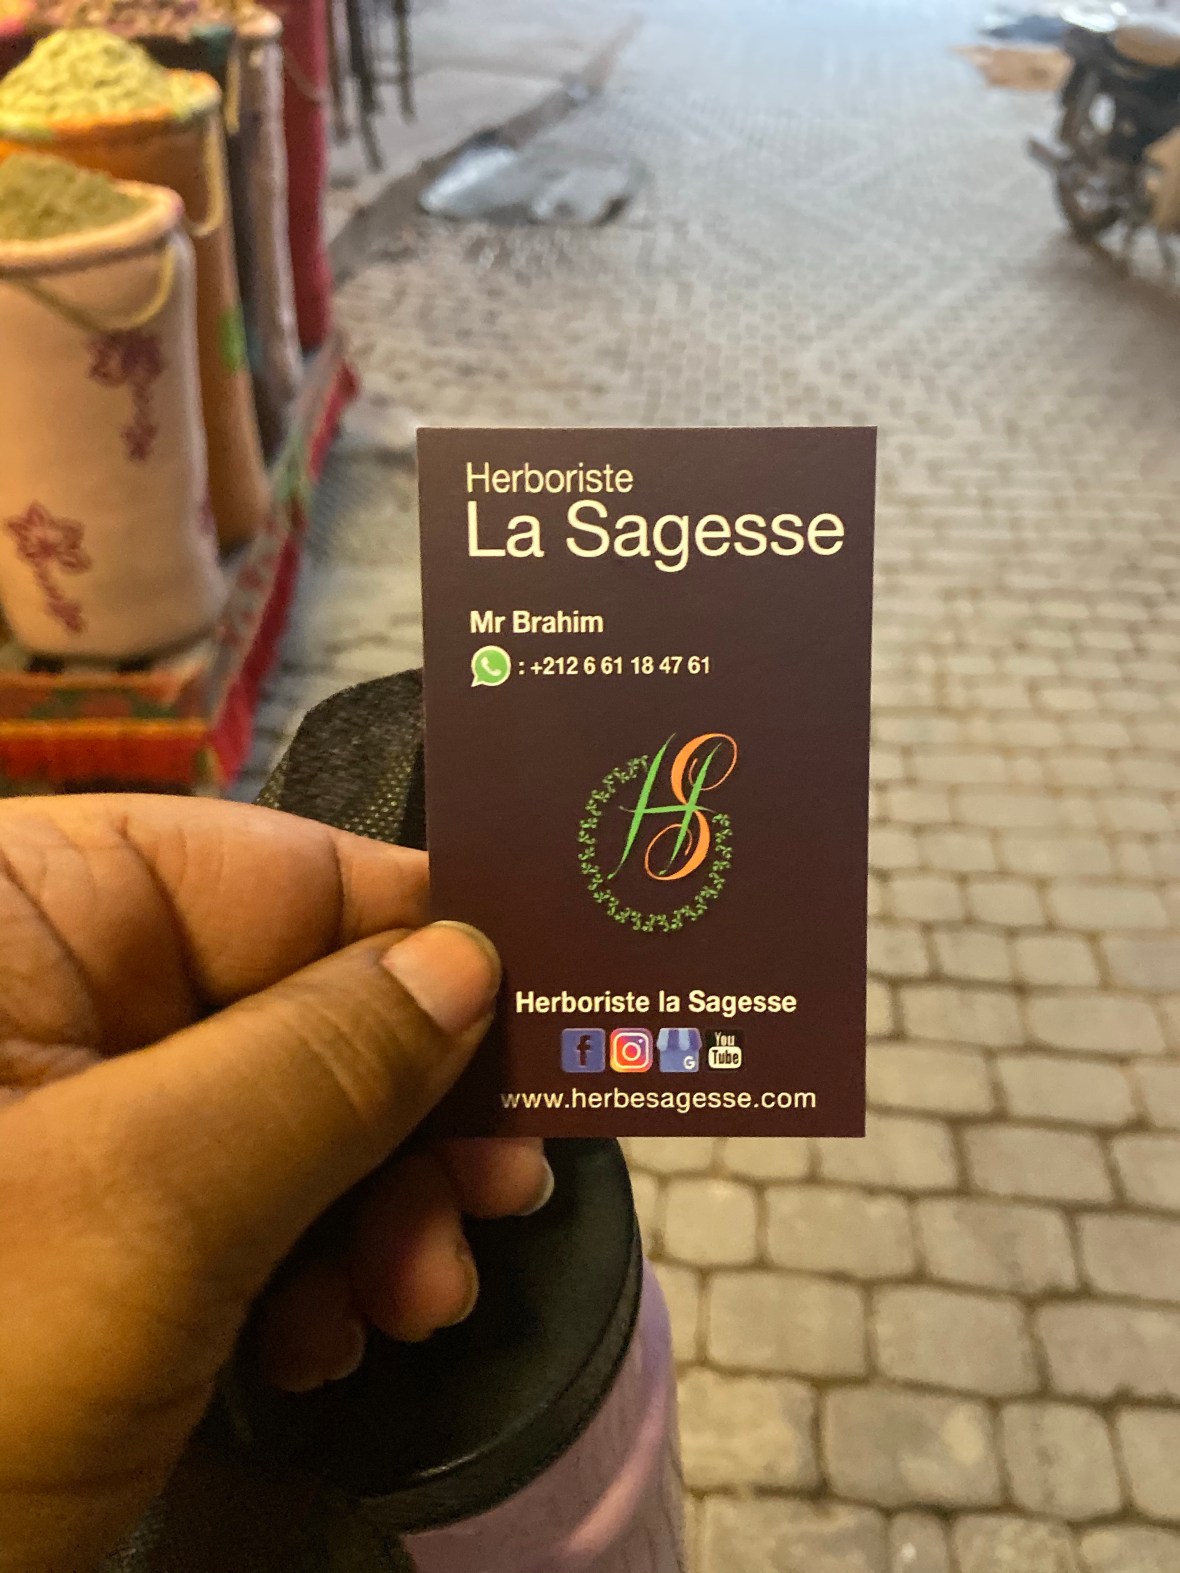 Herboriste
La Sagesse
Mr Brahim
: +212 6 61 18 47 61
HS
Herboriste la Sagesse
f G You Tube
www.herbesagesse.com